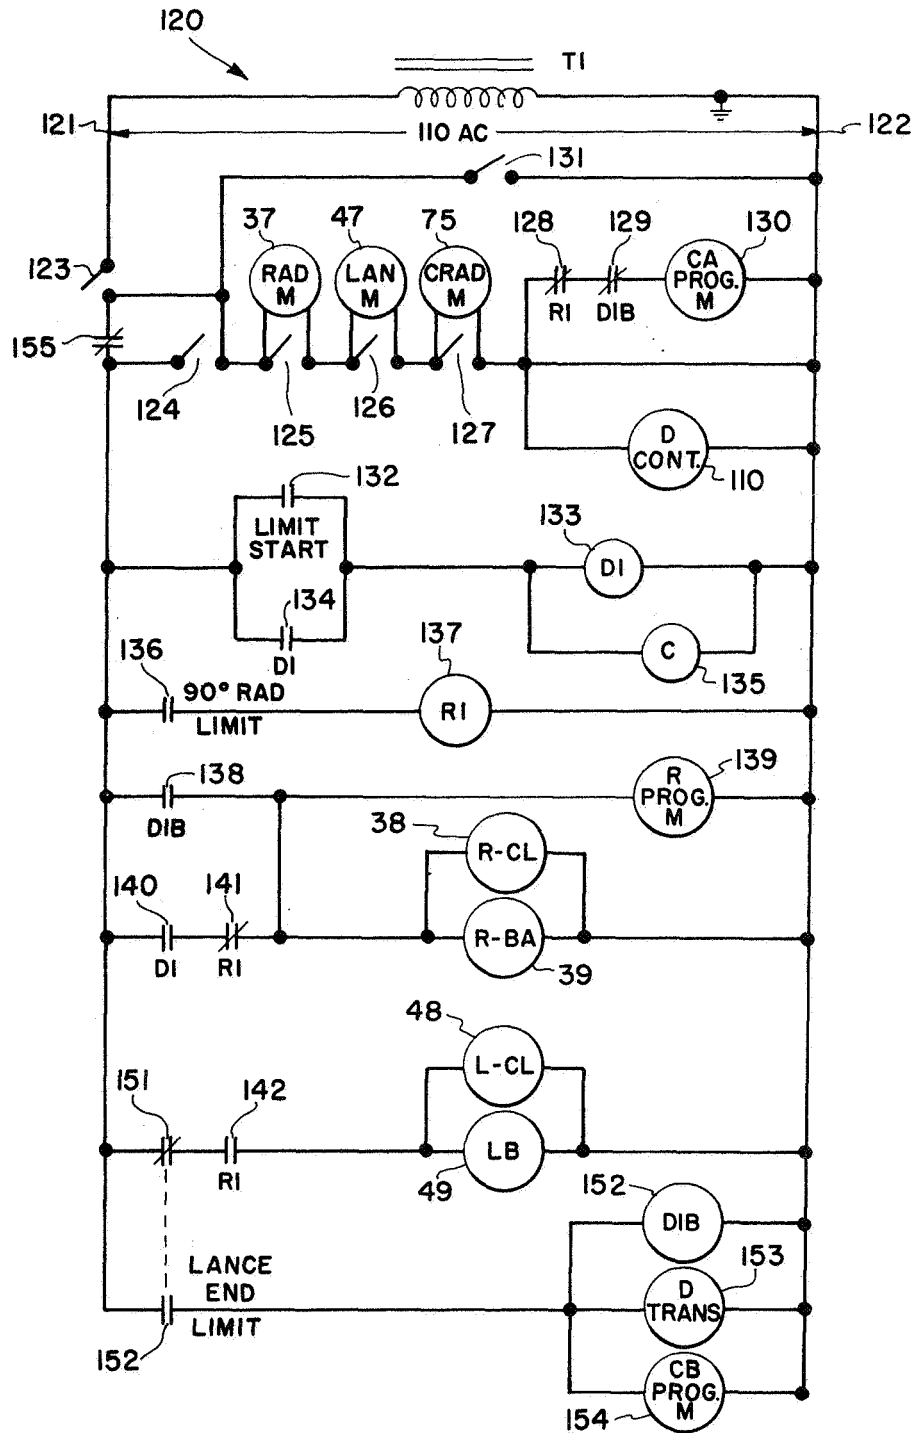 120
T1
121
110 AC
122
131
37
47
75
128
129
130
123
RAD
M
LAN
M
CRAD
M
CA
PROG.
M
R1
D1B
155
124
125
126
127
D
CONT.
110
132
LIMIT
START
133
D1
134
D1
C
135
136
90° RAD
LIMIT
137
R1
138
D1B
139
R
PROG.
M
38
R-CL
140
141
D1
R1
R-BA
39
48
L-CL
151
142
R1
LB
49
152
D1B
LANCE
END
LIMIT
152
153
D
TRANS
CB
PROG.
M
154